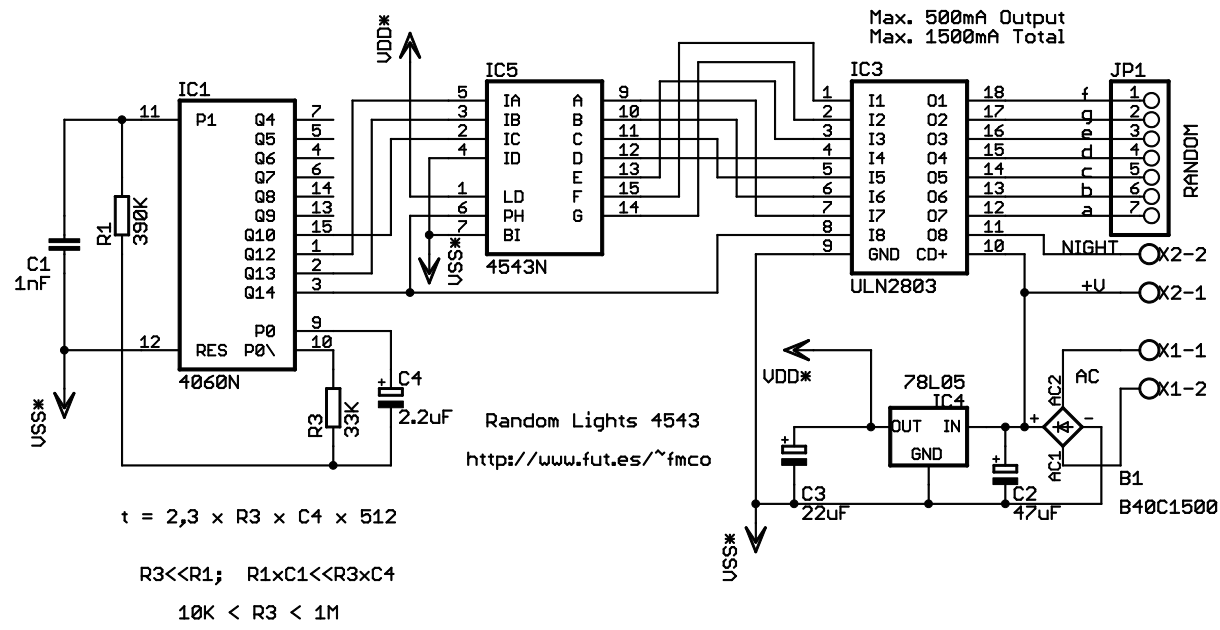 Max. 500mA Output
Max. 1500mA Total
VDD*
IC5
IC3
JP1
IC1
11 P1 Q4 7
Q5 5
Q6 4
Q7 6
Q8 14
Q9 13
Q10 15
Q12 1
Q13 2
Q14 3
P0 9
12 RES P0\ 10
4060N
R1
390K
C1
1nF
VSS*
R3
33K
C4
+
2.2uF
5 IA A 9
3 IB B 10
2 IC C 11
4 ID D 12
E 13
1 LD F 15
6 PH G 14
7 BI
4543N
VSS*
1 I1 O1 18 f 1
2 I2 O2 17 g 2
3 I3 O3 16 e 3
4 I4 O4 15 d 4
5 I5 O5 14 c 5
6 I6 O6 13 b 6
7 I7 O7 12 a 7
8 I8 O8 11
9 GND CD+ 10
ULN2803
RANDOM
NIGHT X2-2
+V X2-1
X1-1
AC
X1-2
VDD*
78L05
IC4
OUT IN
GND
AC2
+ -
AC1
B1
B40C1500
+
C3
22uF
+
C2
47uF
VSS*
Random Lights 4543
http://www.fut.es/~fmco
t = 2,3 x R3 x C4 x 512
R3<<R1; R1xC1<<R3xC4
10K < R3 < 1M